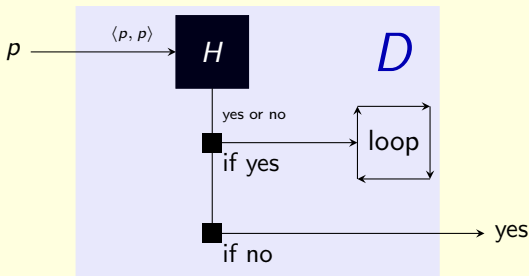 p
⟨p, p⟩
H
D
yes or no
if yes
loop
if no
yes